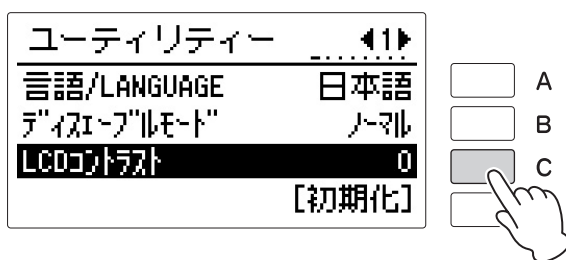 ユーティリティー ◀1▶
言語/LANGUAGE 日本語
ディスエーブルモード ノーマル
LCDコントラスト 0
[初期化]
A
B
C